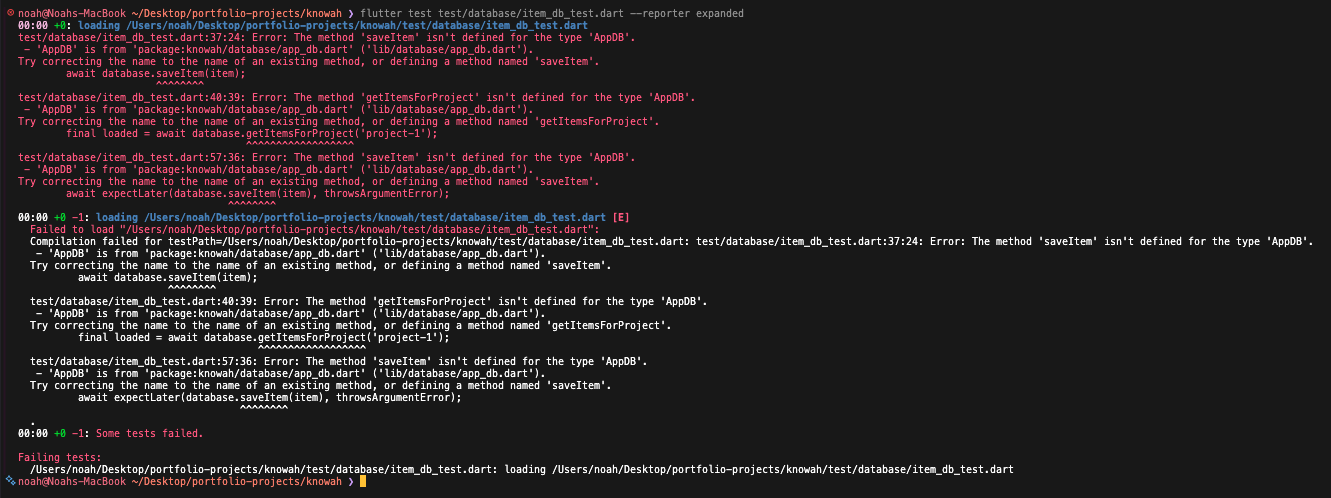 noah@Noahs-MacBook ~/Desktop/portfolio-projects/knowah ❯ flutter test test/database/item_db_test.dart --reporter expanded
00:00 +0: loading /Users/noah/Desktop/portfolio-projects/knowah/test/database/item_db_test.dart
test/database/item_db_test.dart:37:24: Error: The method 'saveItem' isn't defined for the type 'AppDB'.
 - 'AppDB' is from 'package:knowah/database/app_db.dart' ('lib/database/app_db.dart').
Try correcting the name to the name of an existing method, or defining a method named 'saveItem'.
        await database.saveItem(item);
                       ^^^^^^^^
test/database/item_db_test.dart:40:39: Error: The method 'getItemsForProject' isn't defined for the type 'AppDB'.
 - 'AppDB' is from 'package:knowah/database/app_db.dart' ('lib/database/app_db.dart').
Try correcting the name to the name of an existing method, or defining a method named 'getItemsForProject'.
        final loaded = await database.getItemsForProject('project-1');
                                      ^^^^^^^^^^^^^^^^^^
test/database/item_db_test.dart:57:36: Error: The method 'saveItem' isn't defined for the type 'AppDB'.
 - 'AppDB' is from 'package:knowah/database/app_db.dart' ('lib/database/app_db.dart').
Try correcting the name to the name of an existing method, or defining a method named 'saveItem'.
        await expectLater(database.saveItem(item), throwsArgumentError);
                                   ^^^^^^^^
00:00 +0 -1: loading /Users/noah/Desktop/portfolio-projects/knowah/test/database/item_db_test.dart [E]
  Failed to load "/Users/noah/Desktop/portfolio-projects/knowah/test/database/item_db_test.dart":
  Compilation failed for testPath=/Users/noah/Desktop/portfolio-projects/knowah/test/database/item_db_test.dart: test/database/item_db_test.dart:37:24: Error: The method 'saveItem' isn't defined for the type 'AppDB'.
   - 'AppDB' is from 'package:knowah/database/app_db.dart' ('lib/database/app_db.dart').
  Try correcting the name to the name of an existing method, or defining a method named 'saveItem'.
          await database.saveItem(item);
                         ^^^^^^^^
  test/database/item_db_test.dart:40:39: Error: The method 'getItemsForProject' isn't defined for the type 'AppDB'.
   - 'AppDB' is from 'package:knowah/database/app_db.dart' ('lib/database/app_db.dart').
  Try correcting the name to the name of an existing method, or defining a method named 'getItemsForProject'.
          final loaded = await database.getItemsForProject('project-1');
                                        ^^^^^^^^^^^^^^^^^^
  test/database/item_db_test.dart:57:36: Error: The method 'saveItem' isn't defined for the type 'AppDB'.
   - 'AppDB' is from 'package:knowah/database/app_db.dart' ('lib/database/app_db.dart').
  Try correcting the name to the name of an existing method, or defining a method named 'saveItem'.
          await expectLater(database.saveItem(item), throwsArgumentError);
                                     ^^^^^^^^
  .
00:00 +0 -1: Some tests failed.

Failing tests:
  /Users/noah/Desktop/portfolio-projects/knowah/test/database/item_db_test.dart: loading /Users/noah/Desktop/portfolio-projects/knowah/test/database/item_db_test.dart
noah@Noahs-MacBook ~/Desktop/portfolio-projects/knowah ❯